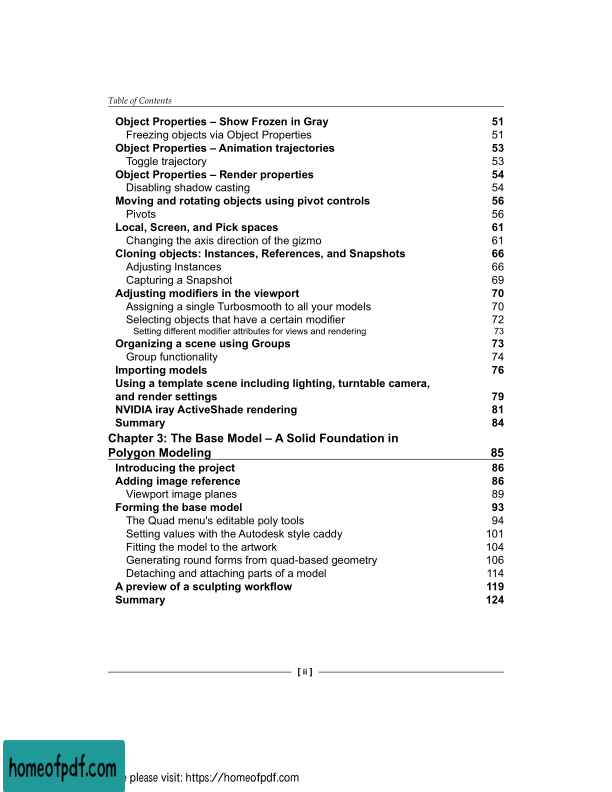 Table of Contents
Object Properties – Show Frozen in Gray 51
Freezing objects via Object Properties 51
Object Properties – Animation trajectories 53
Toggle trajectory 53
Object Properties – Render properties 54
Disabling shadow casting 54
Moving and rotating objects using pivot controls 56
Pivots 56
Local, Screen, and Pick spaces 61
Changing the axis direction of the gizmo 61
Cloning objects: Instances, References, and Snapshots 66
Adjusting Instances 66
Capturing a Snapshot 69
Adjusting modifiers in the viewport 70
Assigning a single Turbosmooth to all your models 70
Selecting objects that have a certain modifier 72
Setting different modifier attributes for views and rendering 73
Organizing a scene using Groups 73
Group functionality 74
Importing models 76
Using a template scene including lighting, turntable camera,
and render settings 79
NVIDIA iray ActiveShade rendering 81
Summary 84
Chapter 3: The Base Model – A Solid Foundation in
Polygon Modeling 85
Introducing the project 86
Adding image reference 86
Viewport image planes 89
Forming the base model 93
The Quad menu's editable poly tools 94
Setting values with the Autodesk style caddy 101
Fitting the model to the artwork 104
Generating round forms from quad-based geometry 106
Detaching and attaching parts of a model 114
A preview of a sculpting workflow 119
Summary 124
[ ii ]
homeofpdf.com
please visit: https://homeofpdf.com